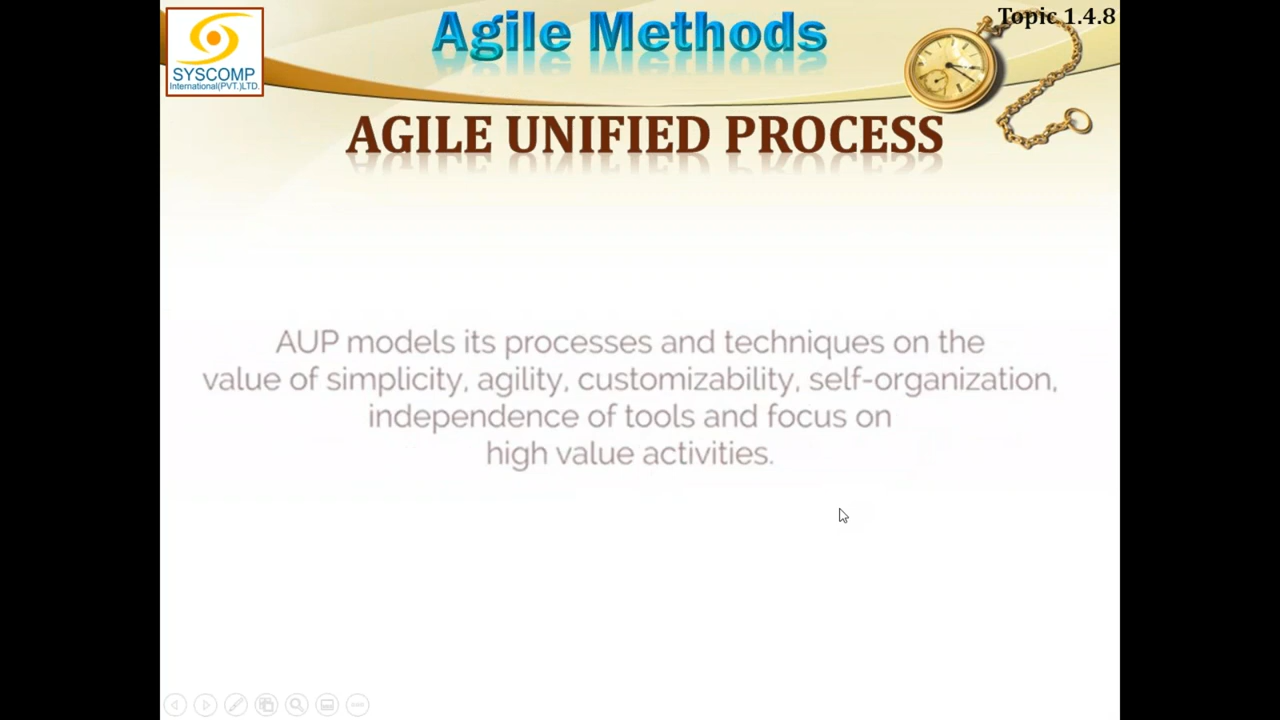 Agile Methods
Topic 1.4.8
SYSCOMP
International(PVT.)LTD.
AGILE UNIFIED PROCESS
AUP models its processes and techniques on the
value of simplicity, agility, customizability, self-organization,
independence of tools and focus on
high value activities.